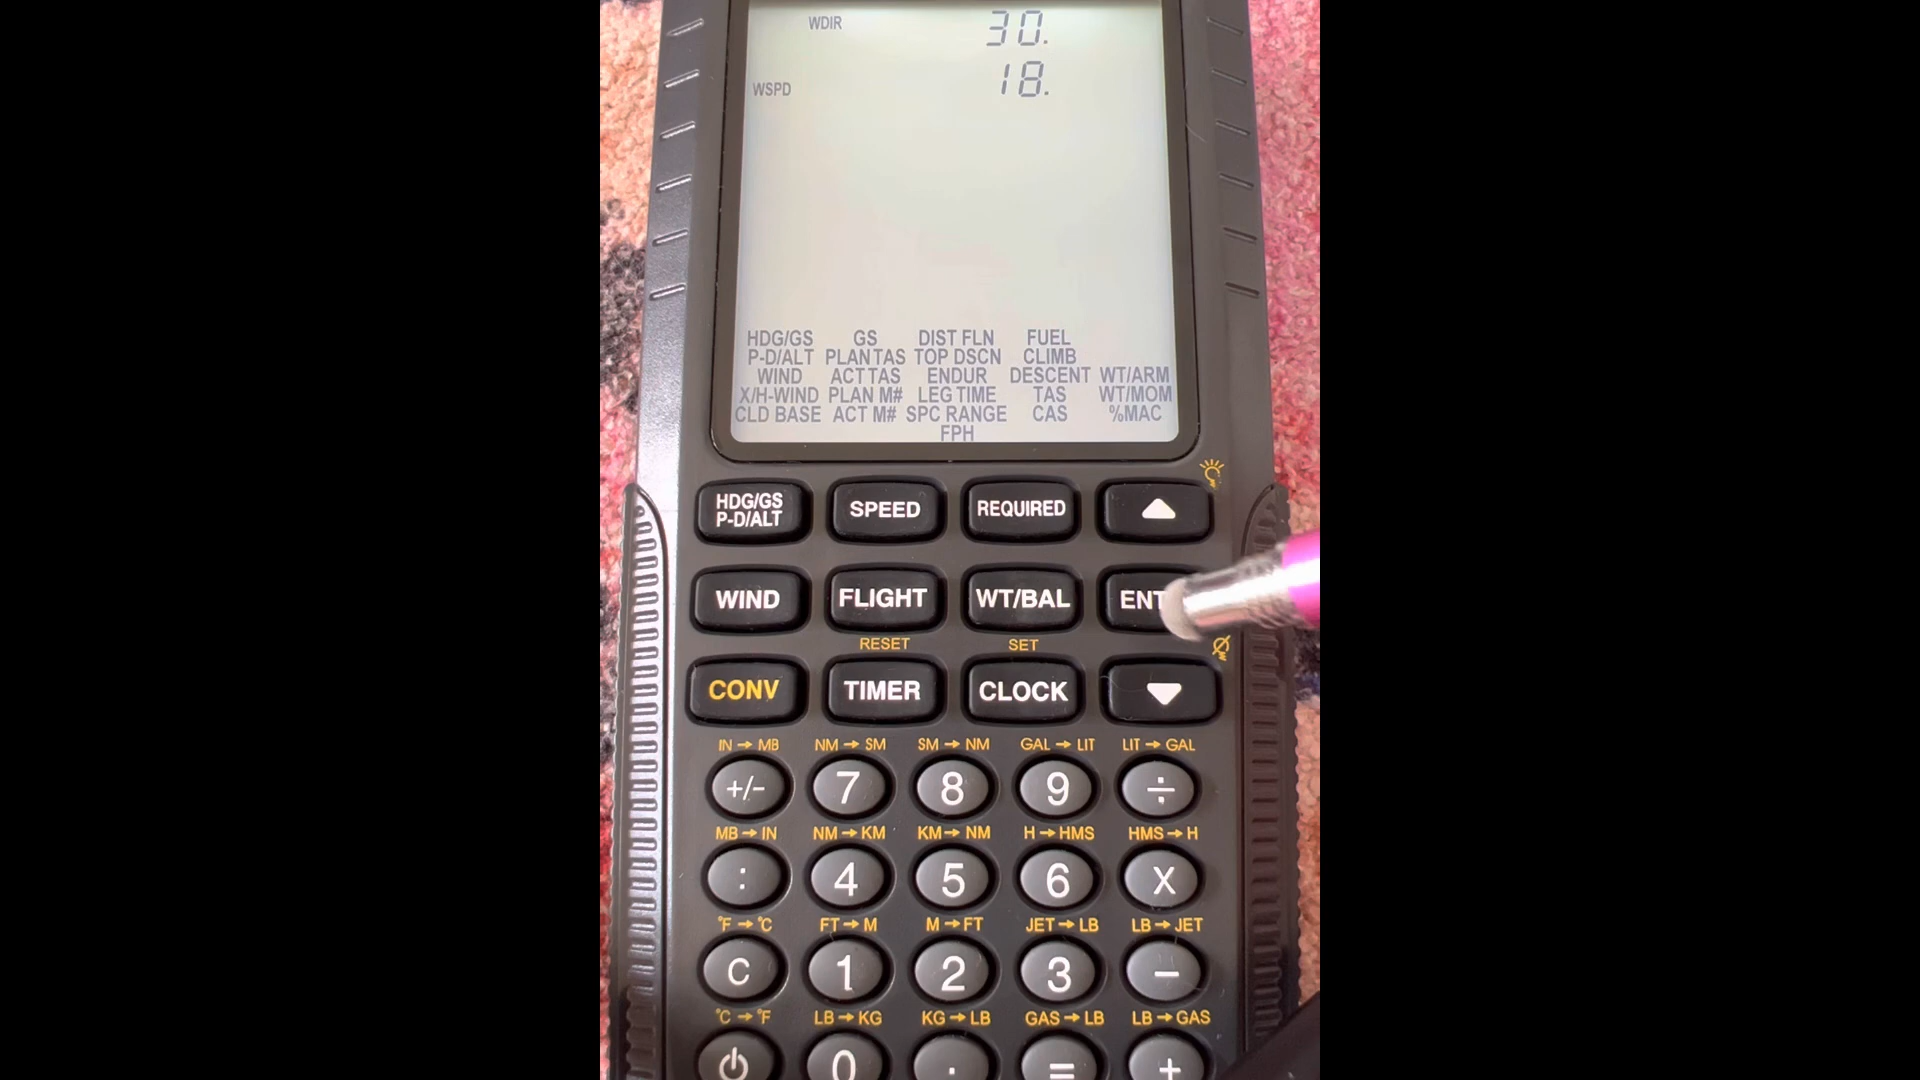 WDIR 30.
WSPD 18.
HDG/GS GS DIST FLN FUEL
P-D/ALT PLAN TAS TOP DSCN CLIMB
WIND ACT TAS ENDUR DESCENT WT/ARM
X/H-WIND PLAN M# LEG TIME TAS WT/MOM
CLD BASE ACT M# SPC RANGE CAS %MAC
FPH
HDG/GS
P-D/ALT
SPEED
REQUIRED
WIND
FLIGHT
WT/BAL
ENT
RESET
SET
CONV
TIMER
CLOCK
IN→MB NM→SM SM→NM GAL→LIT LIT→GAL
+/- 7 8 9 ÷
MB→IN NM→KM KM→NM H→HMS HMS→H
: 4 5 6 X
°F→°C FT→M M→FT JET→LB LB→JET
C 1 2 3 −
°C→°F LB→KG KG→LB GAS→LB LB→GAS
0 . = +